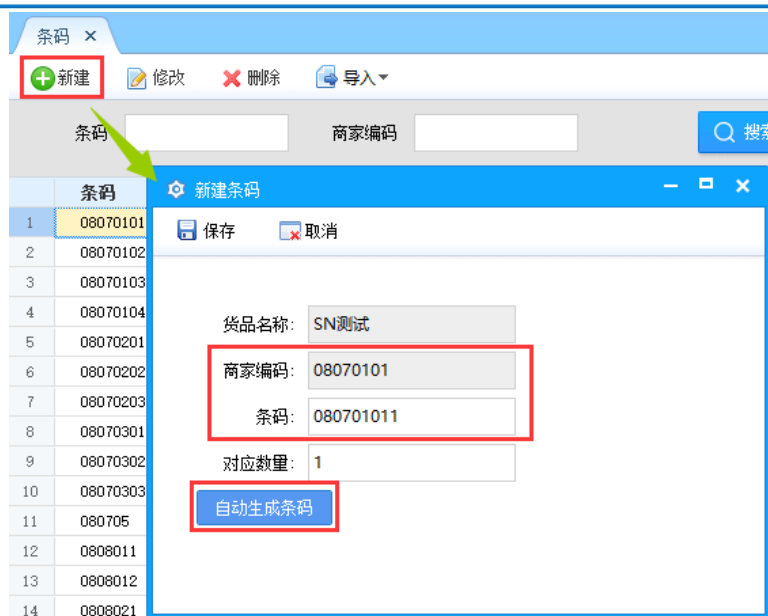 条码 ×
新建 修改 删除 导入
条码 商家编码 搜索
条码
新建条码
1 08070101
保存 取消
2 08070102
3 08070103
4 08070104
货品名称: SN测试
5 08070201
6 08070202
商家编码: 08070101
7 08070203
条码: 080701011
8 08070301
9 08070302
对应数量: 1
10 08070303
自动生成条码
11 080705
12 0808011
13 0808012
14 0808021